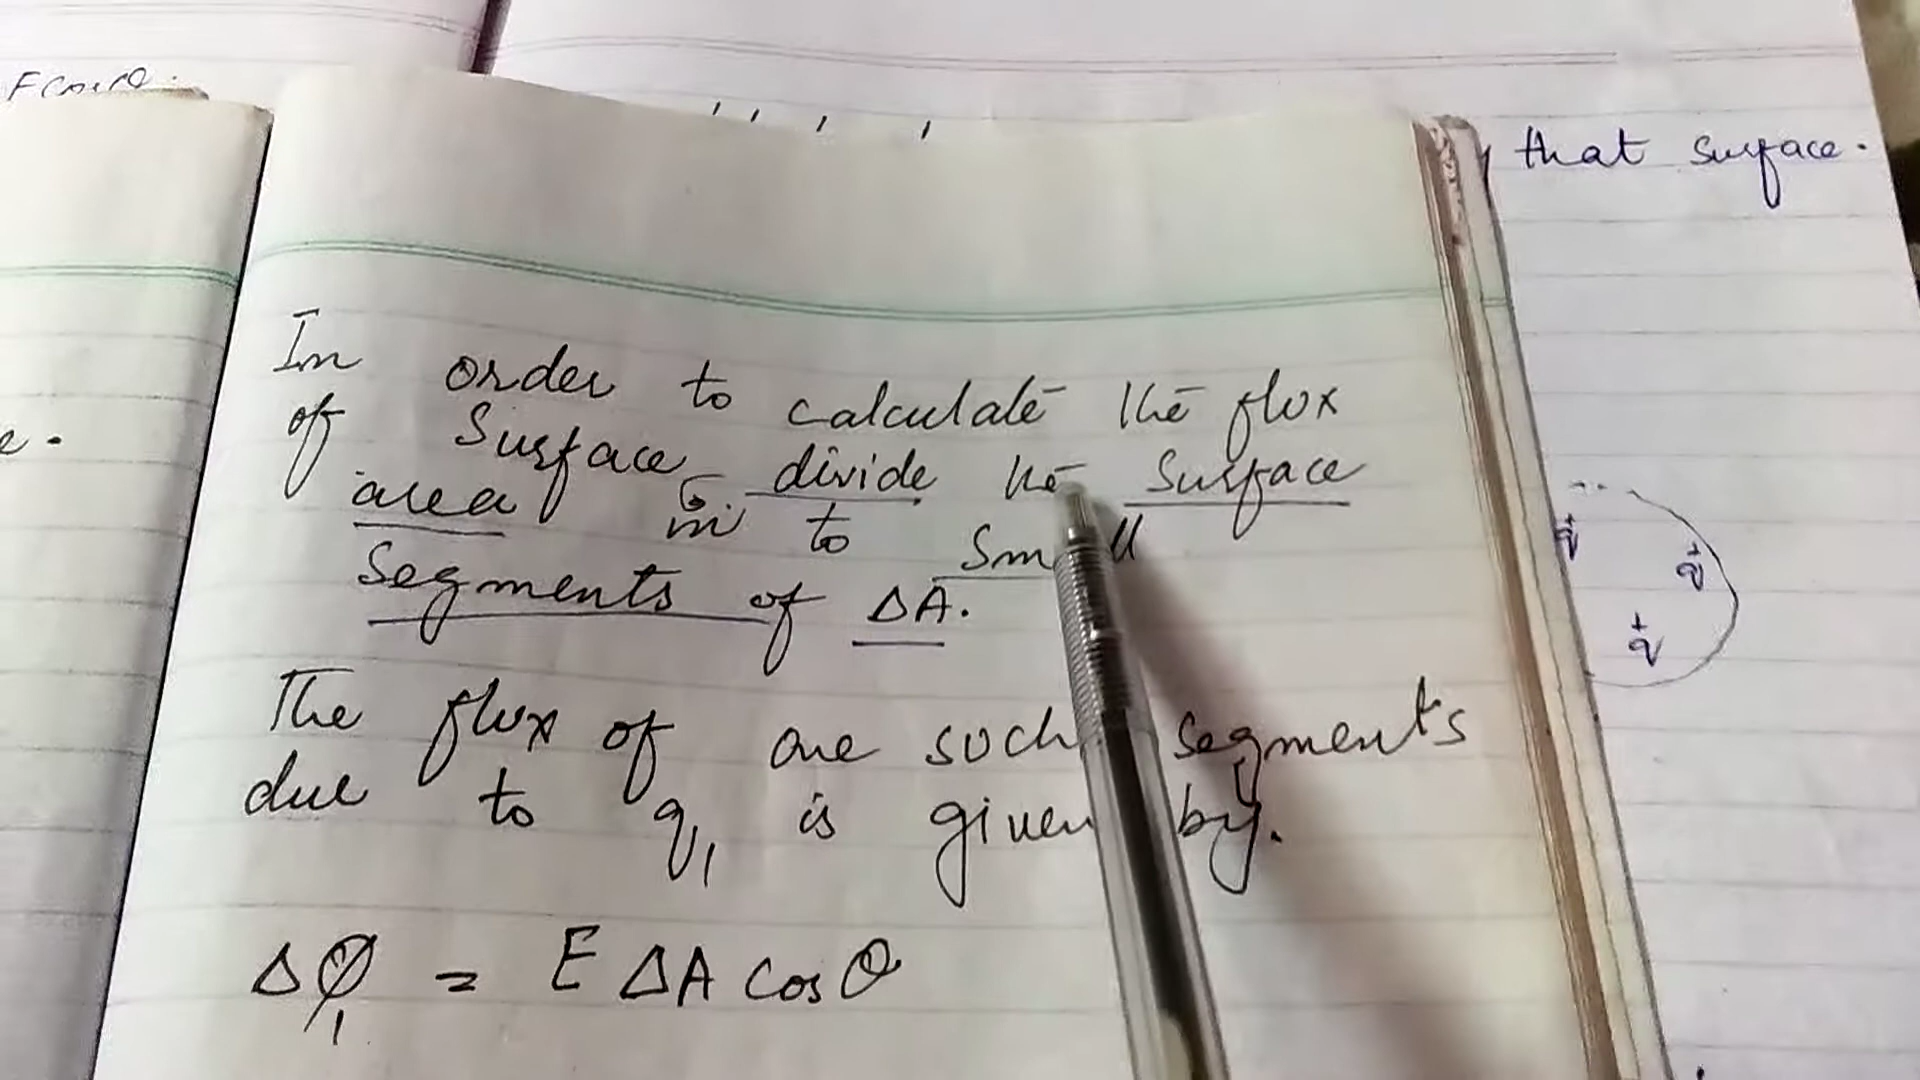 that surface.
In order to calculate the flux
of Surface divide the Surface
area in to Small
Segments of ΔA.
The flux of one such segments
due to q1 is given by.
Δφ1 = E ΔA Cos θ
+q +q
+q